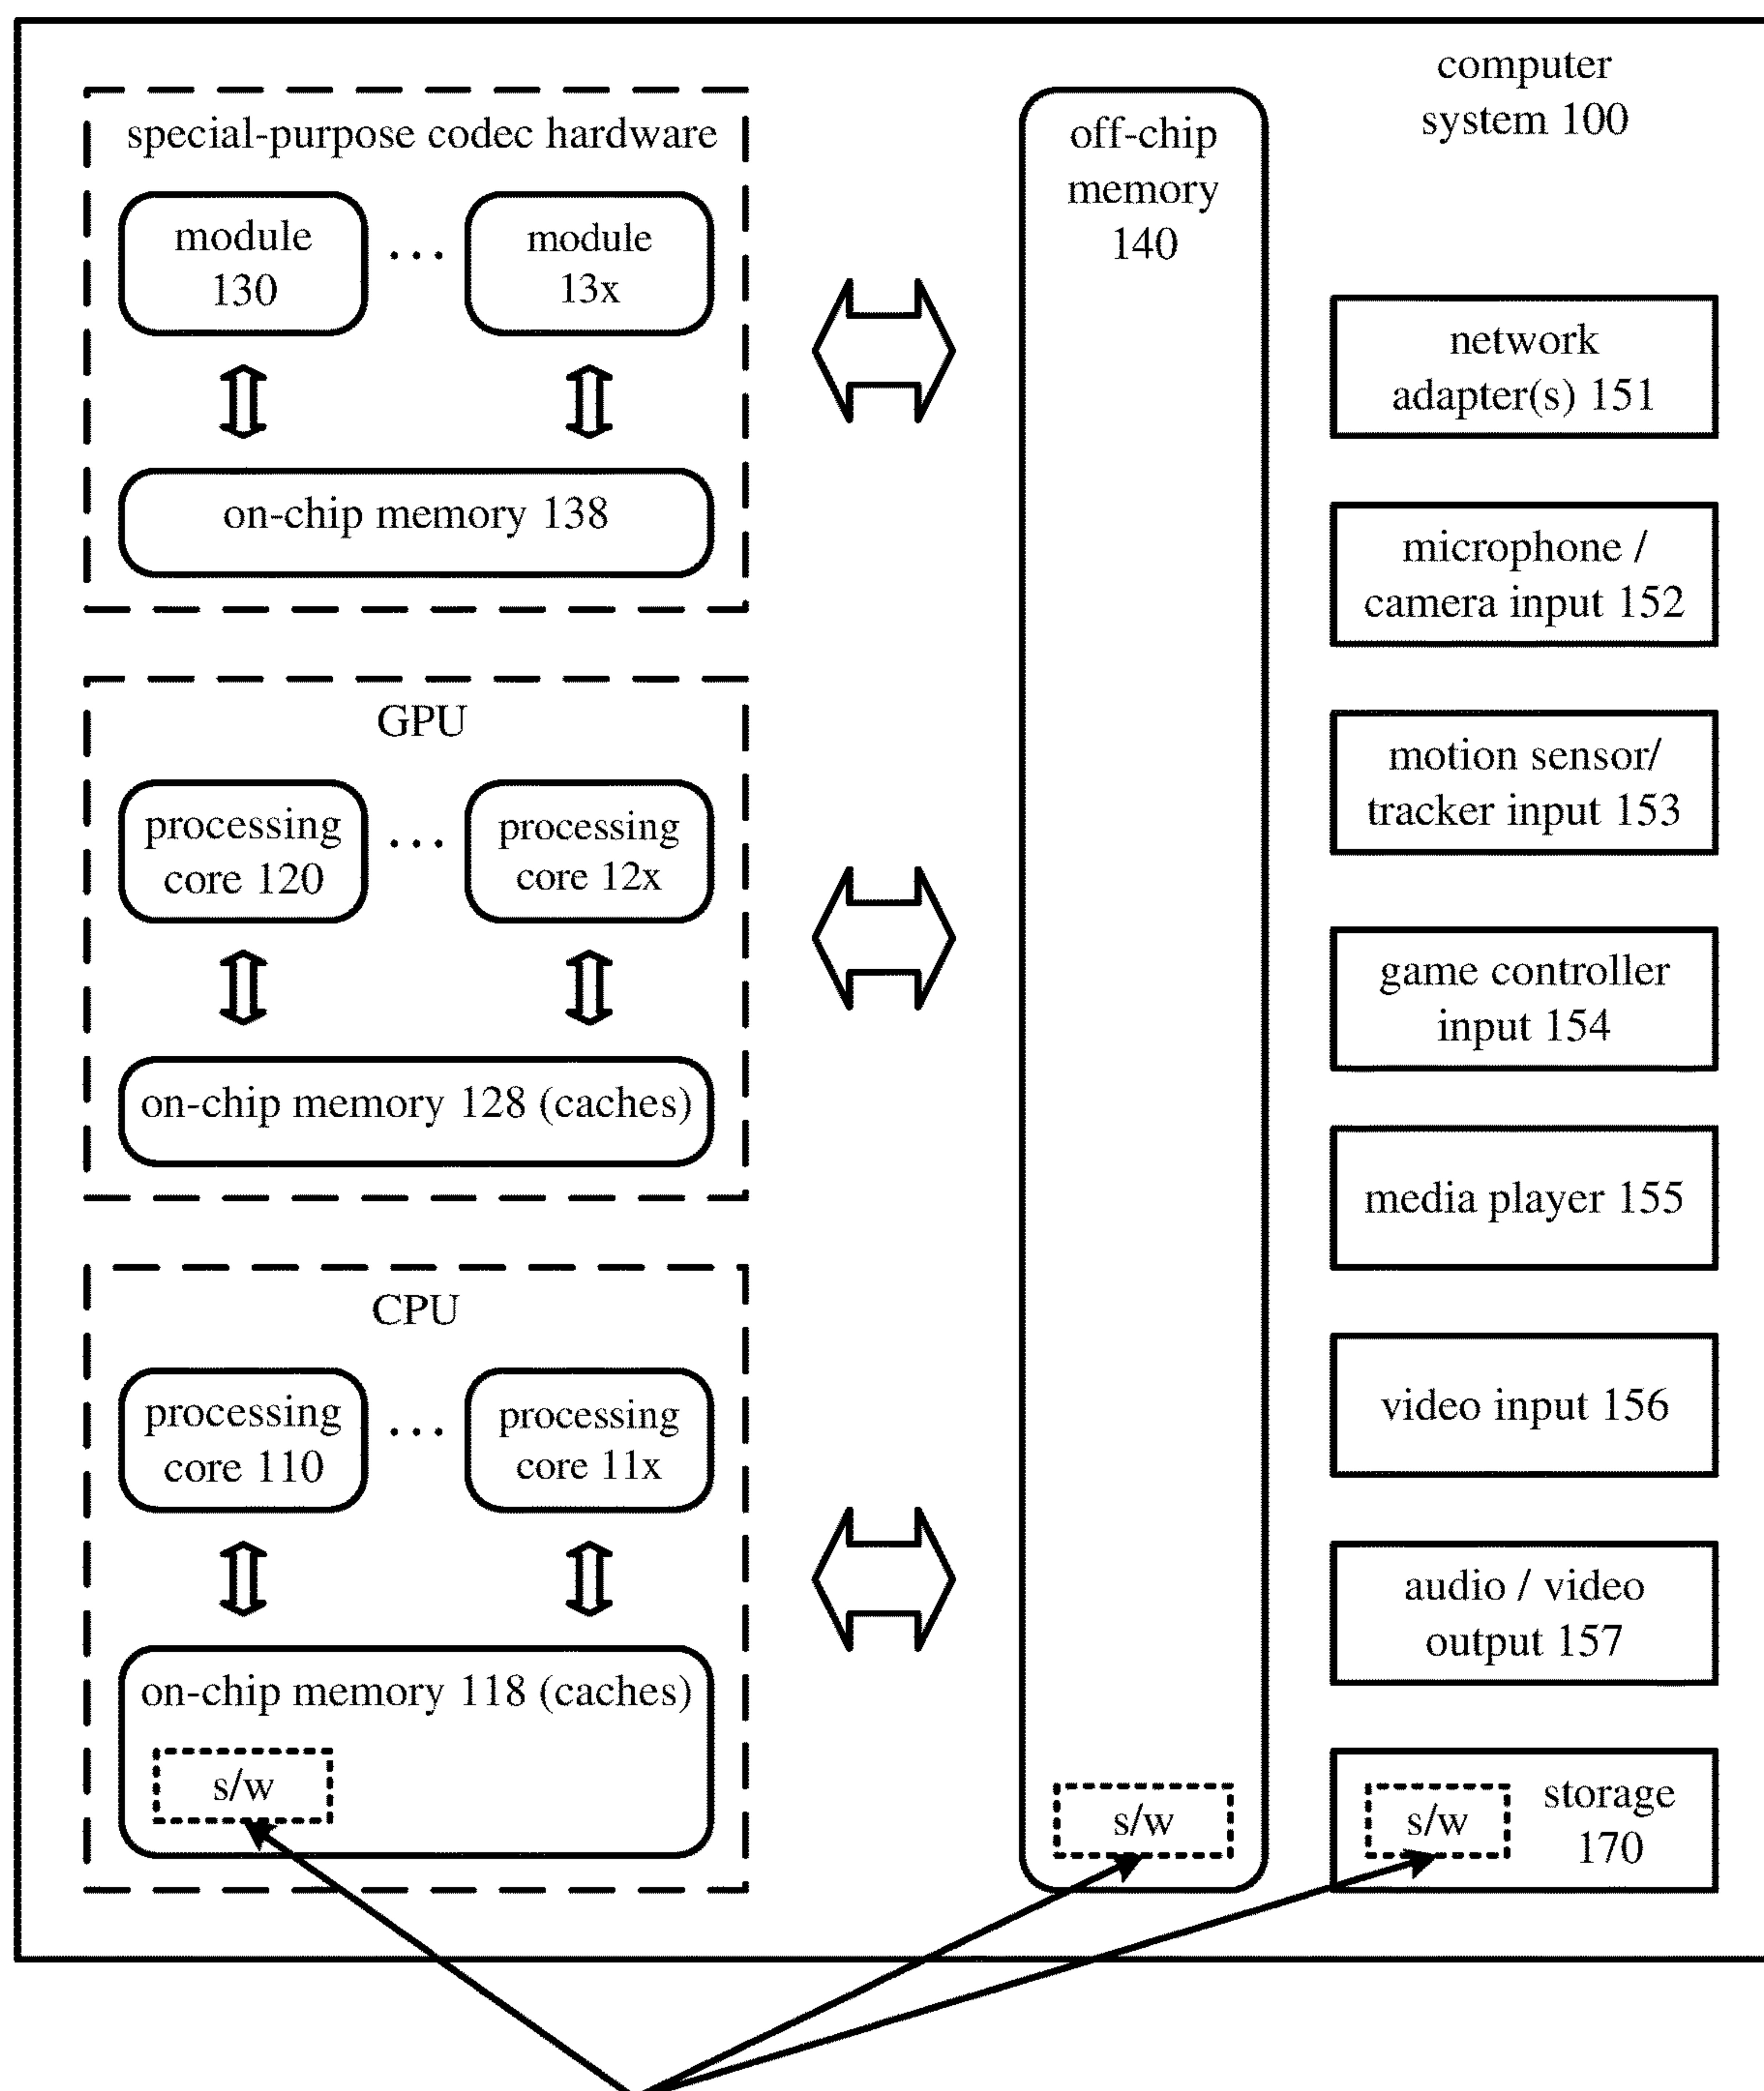 computer
system 100
special-purpose codec hardware
module
130
...
module
13x
on-chip memory 138
GPU
processing
core 120
...
processing
core 12x
on-chip memory 128 (caches)
CPU
processing
core 110
...
processing
core 11x
on-chip memory 118 (caches)
s/w
off-chip
memory
140
s/w
network
adapter(s) 151
microphone /
camera input 152
motion sensor/
tracker input 153
game controller
input 154
media player 155
video input 156
audio / video
output 157
s/w
storage
170